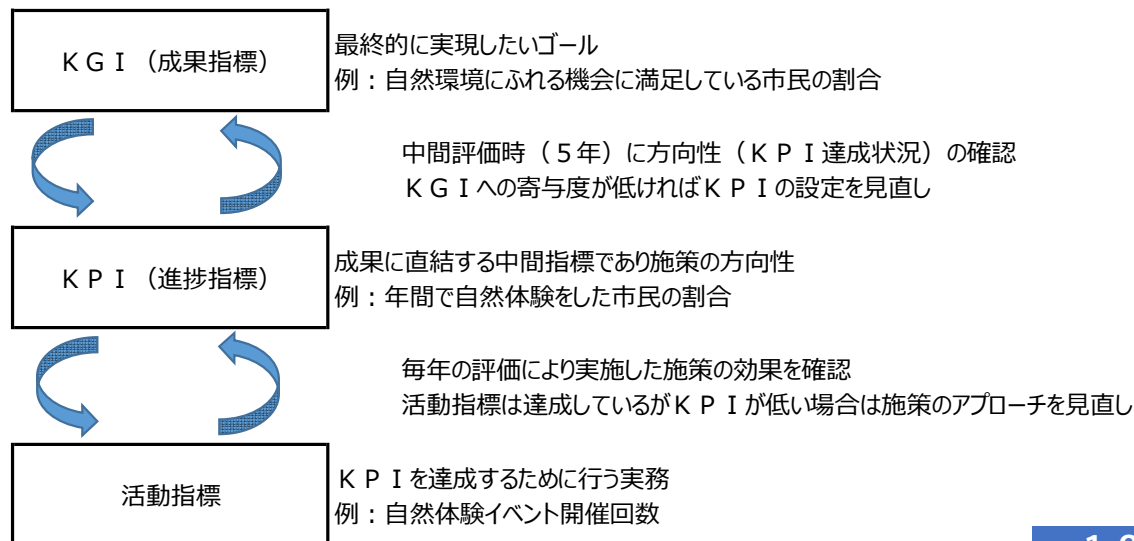 ＫＧＩ（成果指標）
最終的に実現したいゴール
例：自然環境にふれる機会に満足している市民の割合
中間評価時（５年）に方向性（ＫＰＩ達成状況）の確認
ＫＧＩへの寄与度が低ければＫＰＩの設定を見直し
ＫＰＩ（進捗指標）
成果に直結する中間指標であり施策の方向性
例：年間で自然体験をした市民の割合
毎年の評価により実施した施策の効果を確認
活動指標は達成しているがＫＰＩが低い場合は施策のアプローチを見直し
活動指標
ＫＰＩを達成するために行う実務
例：自然体験イベント開催回数